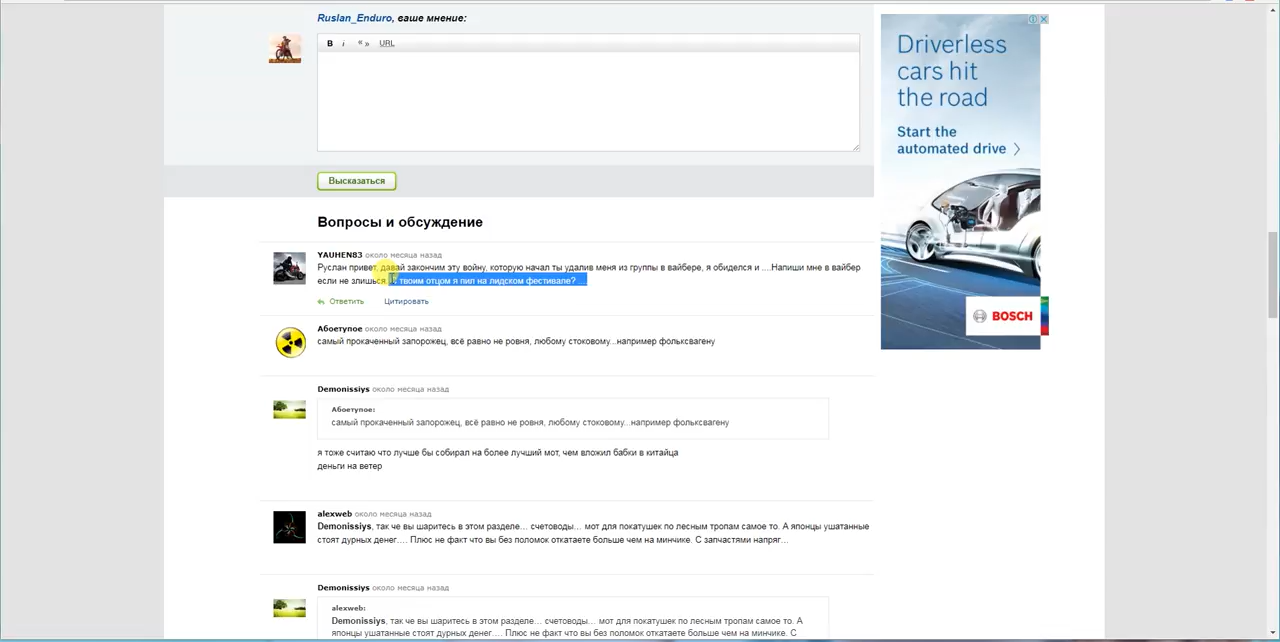 Ruslan_Enduro, ваше мнение:
B i « » URL
Высказаться
Вопросы и обсуждение
YAUHEN83 около месяца назад
Руслан привет, давай закончим эту войну, которую начал ты удалив меня из группы в вайбере, я обиделся и ....Напиши мне в вайбер
если не злишься. твоим отцом я пил на лидском фестивале?
Ответить Цитировать
Абоетупое около месяца назад
самый прокаченный запорожец, всё равно не ровня, любому стоковому...например фольксвагену
Demonissiys около месяца назад
Абоетупое:
самый прокаченный запорожец, всё равно не ровня, любому стоковому...например фольксвагену
я тоже считаю что лучше бы собирал на более лучший мот, чем вложил бабки в китайца
деньги на ветер
alexweb около месяца назад
Demonissiys, так че вы шаритесь в этом разделе... счетоводы... мот для покатушек по лесным тропам самое то. А японцы ушатанные
стоят дурных денег.... Плюс не факт что вы без поломок откатаете больше чем на минчике. С запчастями напряг...
Demonissiys около месяца назад
alexweb:
Demonissiys, так че вы шаритесь в этом разделе... счетоводы... мот для покатушек по лесным тропам самое то. А
японцы ушатанные стоят дурных денег.... Плюс не факт что вы без поломок откатаете больше чем на минчике. С
Driverless
cars hit
the road
Start the
automated drive
BOSCH